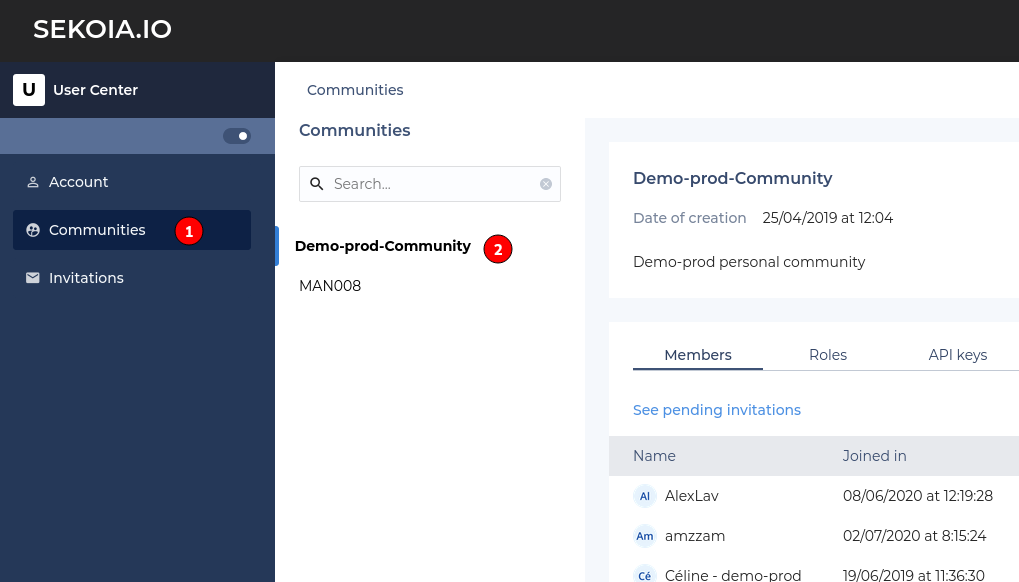 SEKOIA.IO
U User Center
Account
Communities 1
Invitations
Communities
Communities
Search...
Demo-prod-Community 2
MAN008
Demo-prod-Community
Date of creation 25/04/2019 at 12:04
Demo-prod personal community
Members Roles API keys
See pending invitations
Name Joined in
Al AlexLav 08/06/2020 at 12:19:28
Am amzzam 02/07/2020 at 8:15:24
Cé Céline - demo-prod 19/06/2019 at 11:36:30